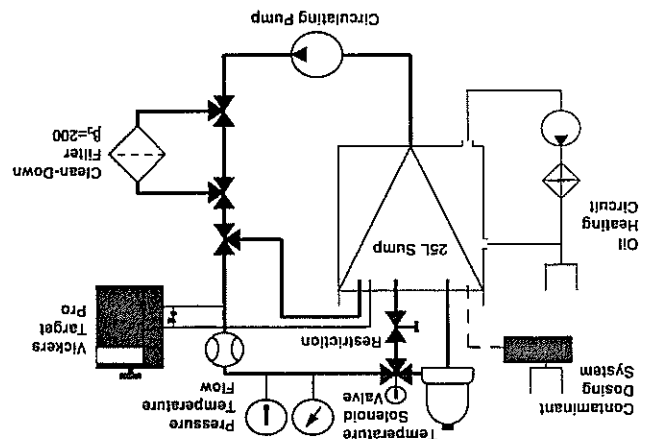 Contaminant
Dosing
System
Temperature
Solenoid
Valve
Pressure
Temperature
Flow
Restriction
Vickers
Target
Pro
Oil
Heating
Circuit
25L Sump
Clean-Down
Filter
β₃=200
Circulating Pump